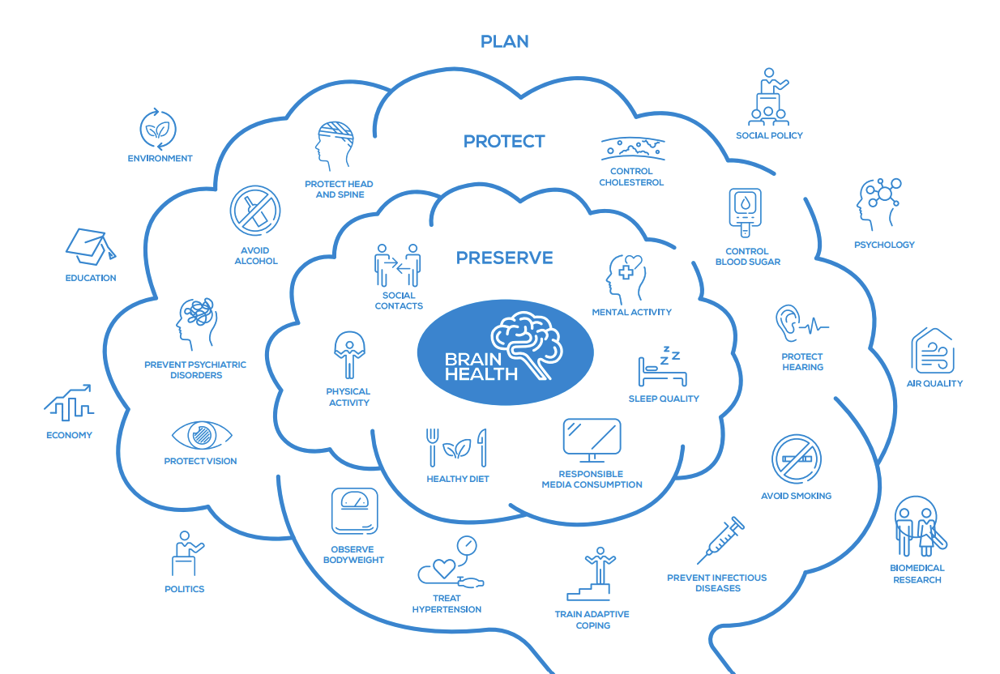 PLAN
SOCIAL POLICY
ENVIRONMENT
PROTECT
PROTECT HEAD
AND SPINE
CONTROL
CHOLESTEROL
PSYCHOLOGY
AVOID
ALCOHOL
CONTROL
BLOOD SUGAR
EDUCATION
PRESERVE
SOCIAL
CONTACTS
MENTAL ACTIVITY
PREVENT PSYCHIATRIC
DISORDERS
BRAIN
HEALTH
PROTECT
HEARING
AIR QUALITY
PHYSICAL
ACTIVITY
SLEEP QUALITY
z
z z
ECONOMY
PROTECT VISION
HEALTHY DIET
RESPONSIBLE
MEDIA CONSUMPTION
AVOID SMOKING
OBSERVE
BODYWEIGHT
BIOMEDICAL
RESEARCH
POLITICS
TREAT
HYPERTENSION
TRAIN ADAPTIVE
COPING
PREVENT INFECTIOUS
DISEASES